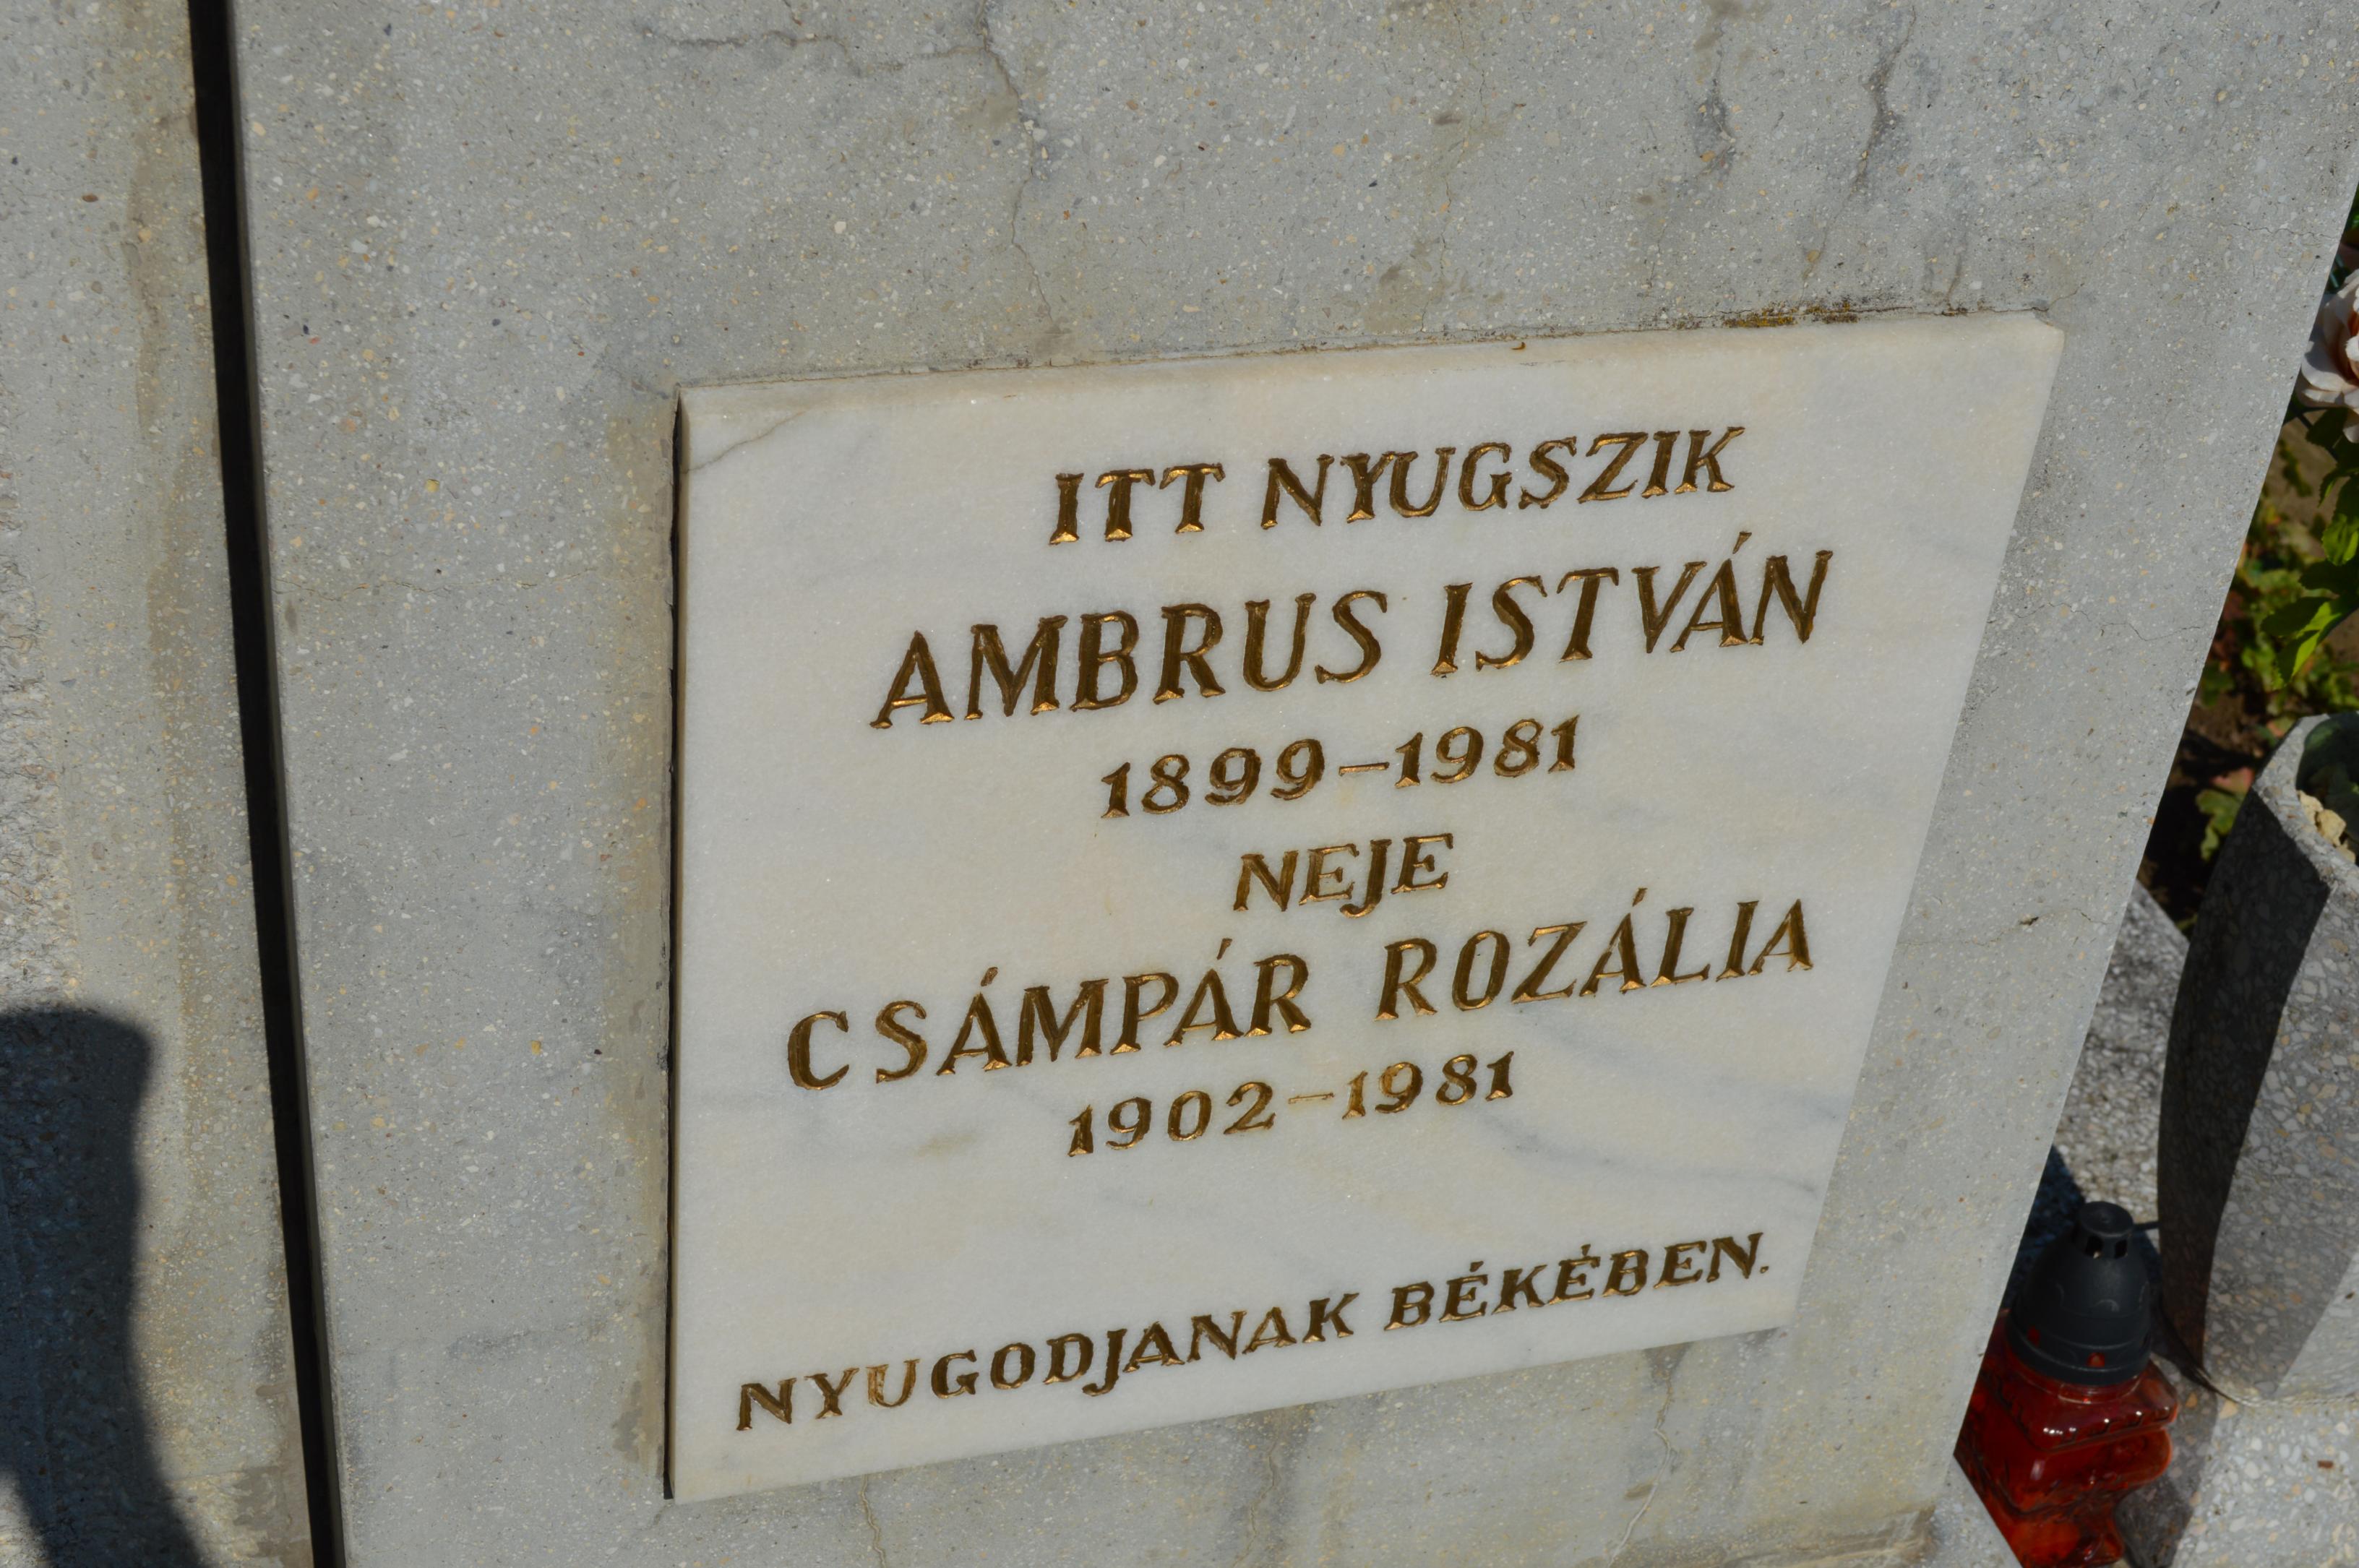 ITT NYUGSZIK
AMBRUS ISTVÁN
1899-1981
NEJE
CSÁMPÁR ROZÁLIA
1902-1981
NYUGODJANAK BÉKÉBEN.